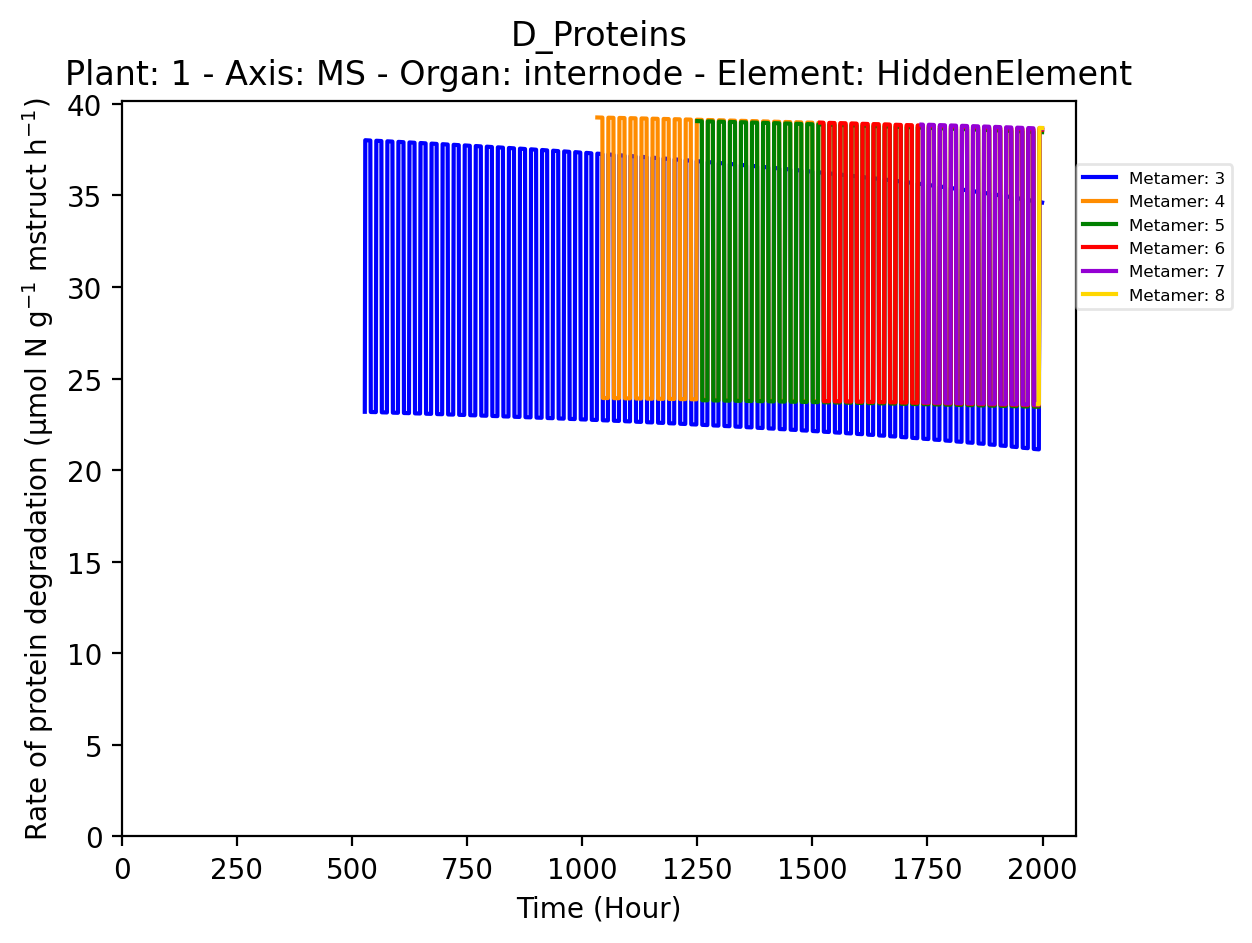 D_Proteins
Plant: 1 - Axis: MS - Organ: internode - Element: HiddenElement
Rate of protein degradation (µmol N g⁻¹ mstruct h⁻¹)
40
35
30
25
20
15
10
5
0
0 250 500 750 1000 1250 1500 1750 2000
Time (Hour)
Metamer: 3
Metamer: 4
Metamer: 5
Metamer: 6
Metamer: 7
Metamer: 8